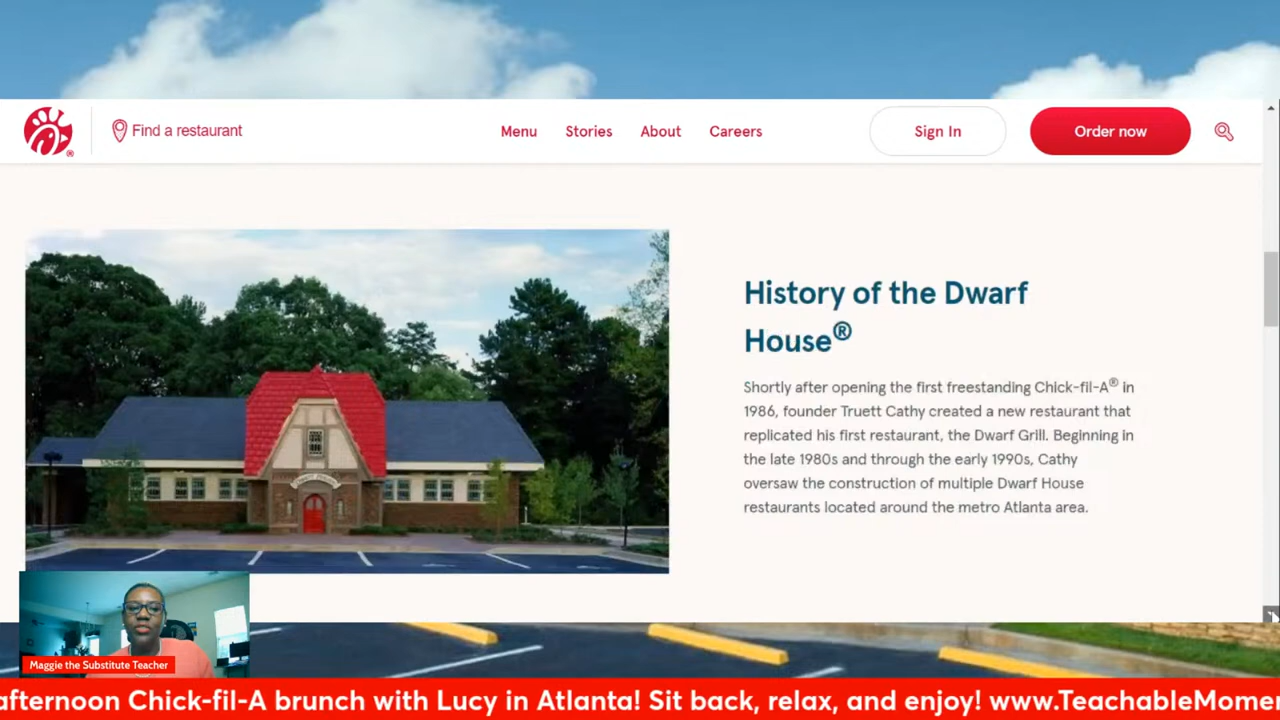 Find a restaurant
Menu
Stories
About
Careers
Sign In
Order now
History of the Dwarf
House®
Shortly after opening the first freestanding Chick-fil-A® in
1986, founder Truett Cathy created a new restaurant that
replicated his first restaurant, the Dwarf Grill. Beginning in
the late 1980s and through the early 1990s, Cathy
oversaw the construction of multiple Dwarf House
restaurants located around the metro Atlanta area.
Maggie the Substitute Teacher
afternoon Chick-fil-A brunch with Lucy in Atlanta! Sit back, relax, and enjoy! www.TeachableMome